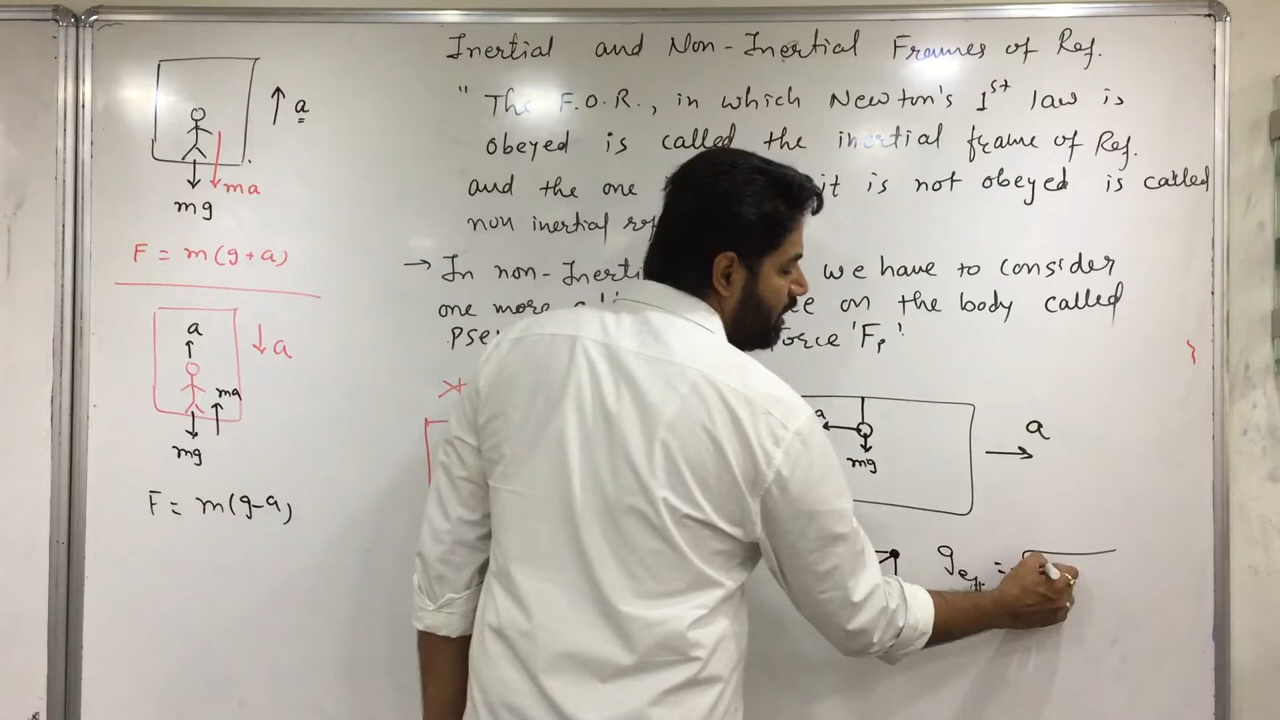 Inertial and Non-Inertial Frames of Ref.
" The F.O.R., in which Newton's 1st law is
obeyed is called the inertial frame of Ref.
and the one it is not obeyed is called
non inertial
→ In non- we have to consider
one more on the body called
Force 'Fp'
a
ma
mg
F = m(g+a)
a
a
ma
mg
F = m(g-a)
a
mg
a
geff =